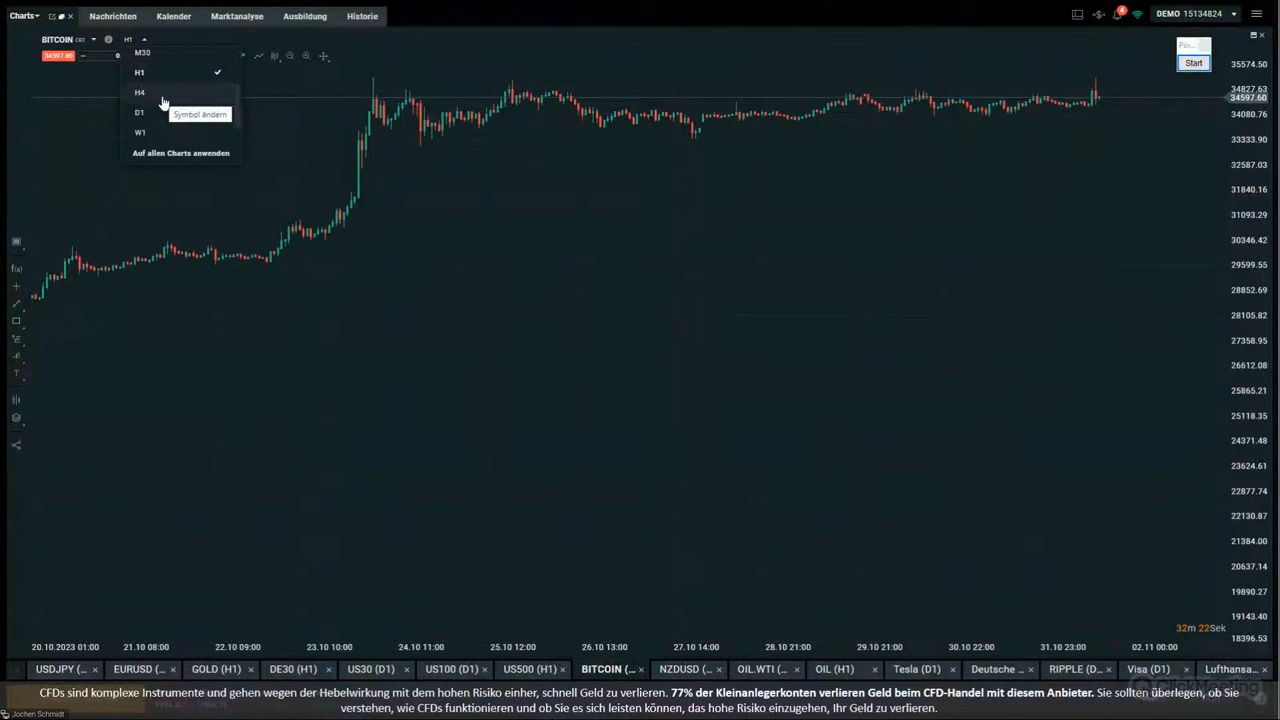 Charts
Nachrichten
Kalender
Marktanalyse
Ausbildung
Historie
4
DEMO 15134824
BITCOIN
H1
34597.60
M30
H1
H4
Symbol ändern
D1
W1
Auf allen Charts anwenden
Start
35574.50
34827.63
34597.60
34080.76
33333.90
32587.03
31840.16
31093.29
30346.42
29599.55
28852.69
28105.82
27358.95
26612.08
25865.21
25118.35
24371.48
23624.61
22877.74
22130.87
21384.00
20637.14
19890.27
19143.40
18396.53
32m 22Sek
20.10.2023 01:00
21.10 08:00
22.10 09:00
23.10 10:00
24.10 11:00
25.10 12:00
26.10 13:00
27.10 14:00
28.10 21:00
29.10 21:00
31.10 23:00
02.11 00:00
USDJPY (...
EURUSD (...
GOLD (H1)
DE30 (H1)
US30 (D1)
US100 (D1)
US500 (H1)
BITCOIN (...
NZDUSD (...
OIL.WTI (...
OIL (H1)
Tesla (D1)
Deutsche ...
RIPPLE (D...
Visa (D1)
Lufthansa...
CFDs sind komplexe Instrumente und gehen wegen der Hebelwirkung mit dem hohen Risiko einher, schnell Geld zu verlieren. 77% der Kleinanlegerkonten verlieren Geld beim CFD-Handel mit diesem Anbieter. Sie sollten überlegen, ob Sie
verstehen, wie CFDs funktionieren und ob Sie es sich leisten können, das hohe Risiko einzugehen, Ihr Geld zu verlieren.
ClickMeeting
Jochen Schmidt